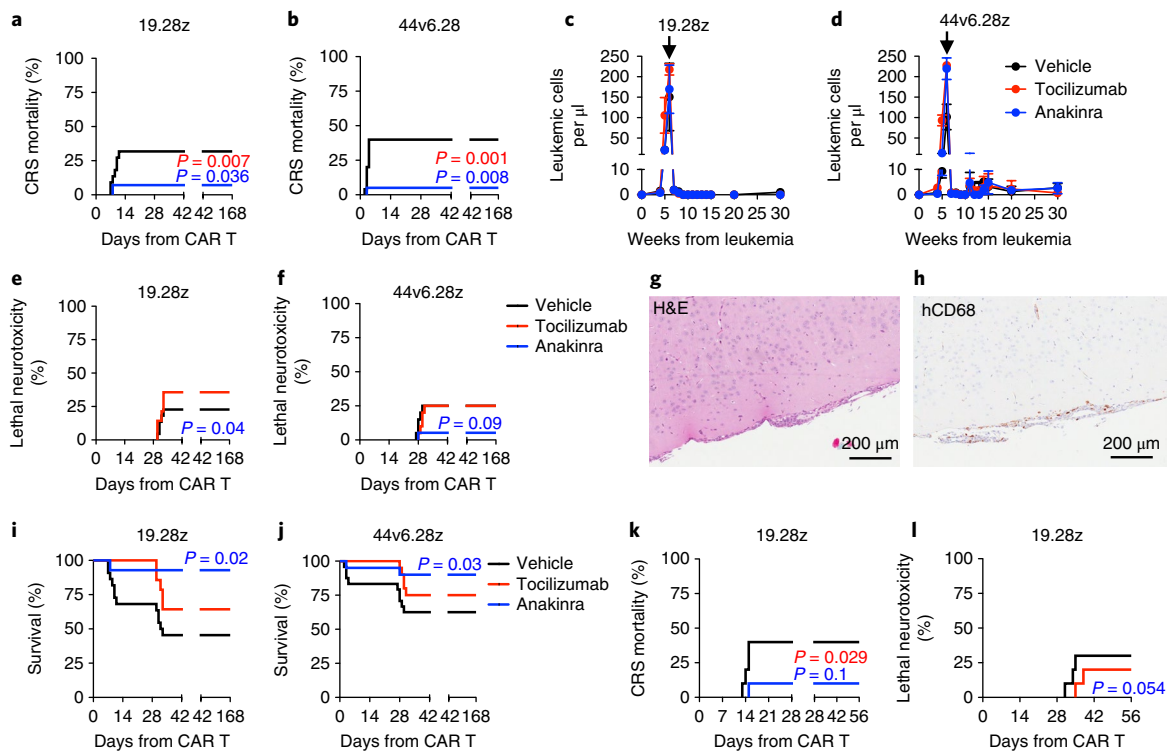 a
19.28z
CRS mortality (%)
100
75
50
25
0
P = 0.007
P = 0.036
0 14 28 42 42 168
Days from CAR T
b
44v6.28
CRS mortality (%)
100
75
50
25
0
P = 0.001
P = 0.008
0 14 28 42 42 168
Days from CAR T
c
19.28z
Leukemic cells
per µl
250
200
150
100
50
10
0
0 5 10 15 20 30
Weeks from leukemia
d
44v6.28z
Leukemic cells
per µl
250
200
150
100
50
10
0
0 5 10 15 20 30
Weeks from leukemia
Vehicle
Tocilizumab
Anakinra
e
19.28z
Lethal neurotoxicity
(%)
100
75
50
25
0
P = 0.04
0 14 28 42 42 168
Days from CAR T
f
44v6.28z
Lethal neurotoxicity
(%)
100
75
50
25
0
P = 0.09
0 14 28 42 42 168
Days from CAR T
Vehicle
Tocilizumab
Anakinra
g
H&E
200 µm
h
hCD68
200 µm
i
19.28z
Survival (%)
100
75
50
25
0
P = 0.02
0 14 28 42 42 168
Days from CAR T
j
44v6.28z
Survival (%)
100
75
50
25
0
P = 0.03
0 14 28 42 42 168
Days from CAR T
Vehicle
Tocilizumab
Anakinra
k
19.28z
CRS mortality (%)
100
75
50
25
0
P = 0.029
P = 0.1
0 7 14 21 28 28 42 56
Days from CAR T
l
19.28z
Lethal neurotoxicity
(%)
100
75
50
25
0
P = 0.054
0 14 28 42 56
Days from CAR T